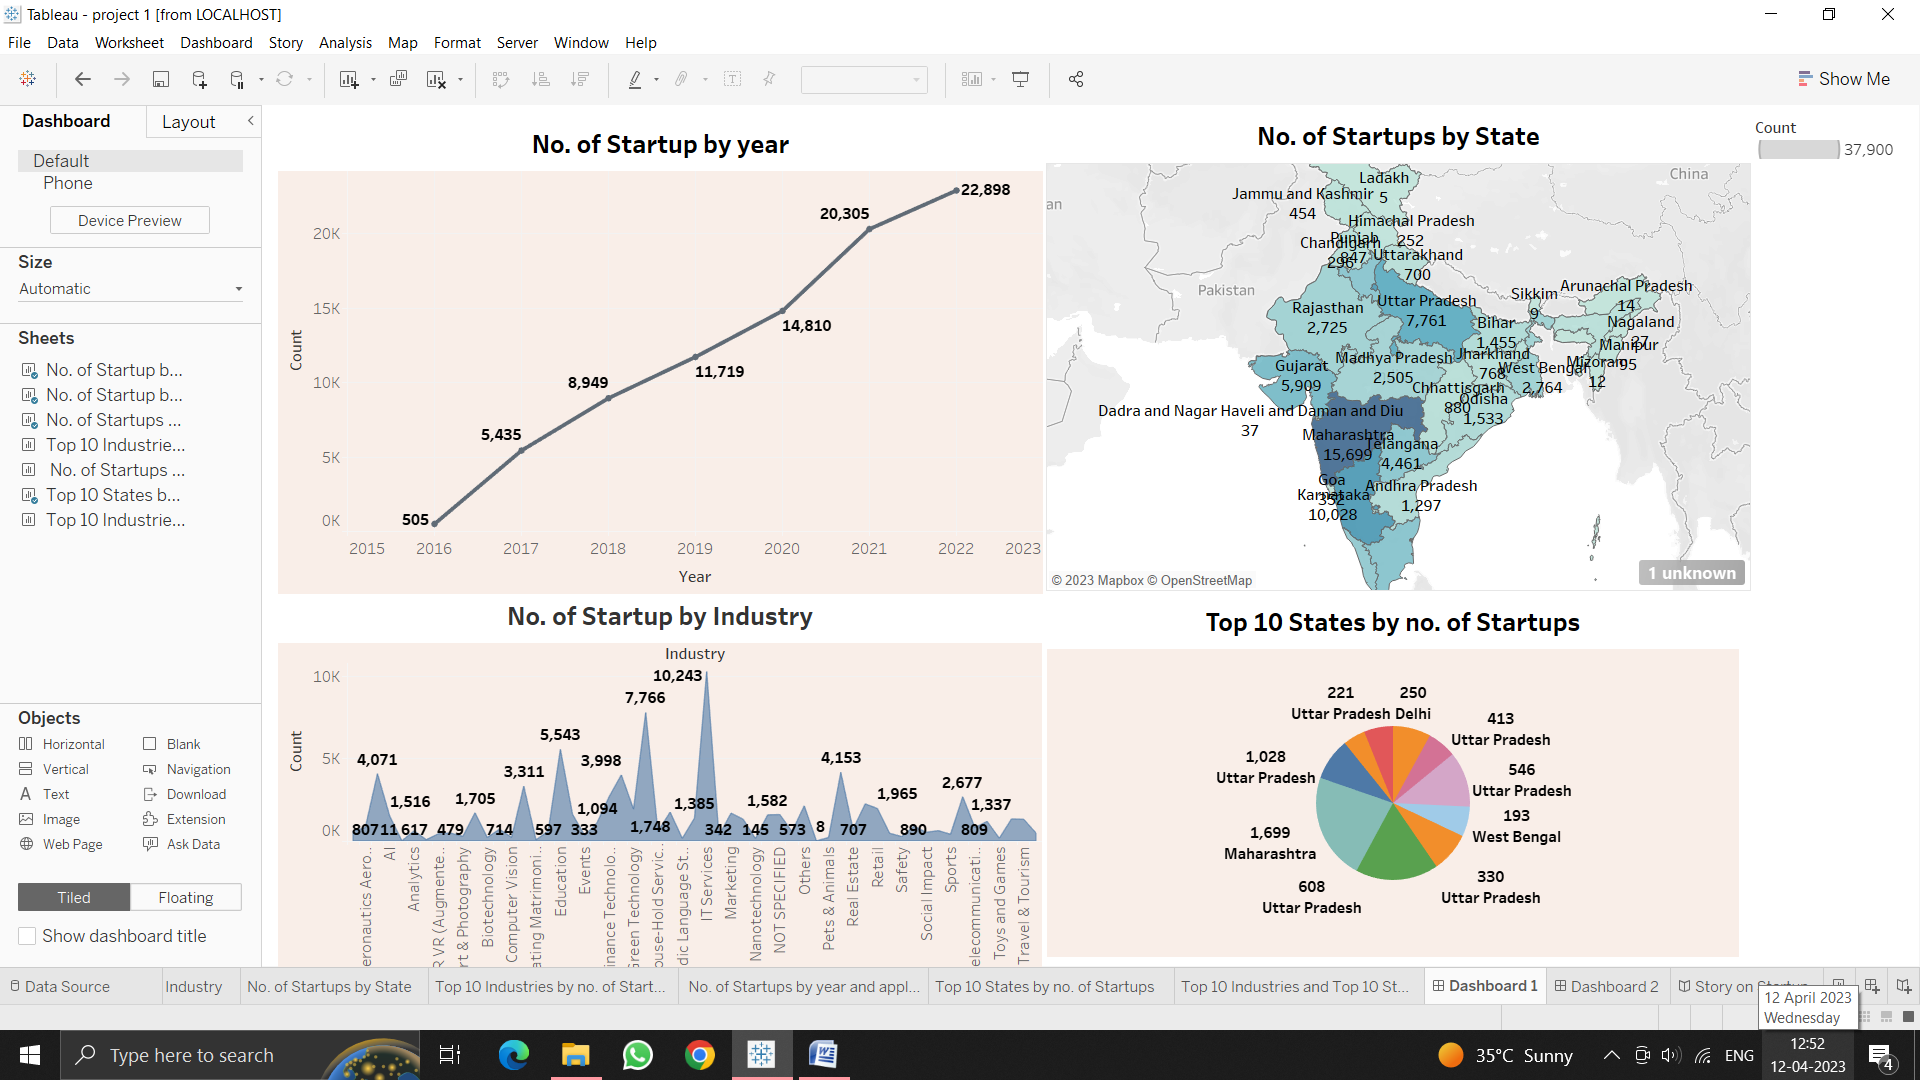 Tableau - project 1 [from LOCALHOST]
File Data Worksheet Dashboard Story Analysis Map Format Server Window Help
Show Me
Dashboard Layout
Default
Phone
Device Preview
Size
Automatic
Sheets
No. of Startup b...
No. of Startup b...
No. of Startups ...
Top 10 Industrie...
No. of Startups ...
Top 10 States b...
Top 10 Industrie...
Objects
Horizontal Blank
Vertical Navigation
Text Download
Image Extension
Web Page Ask Data
Tiled Floating
Show dashboard title
No. of Startup by year
22,898
20,305
20K
15K
14,810
Count
11,719
10K
8,949
5,435
5K
505
0K
2015 2016 2017 2018 2019 2020 2021 2022 2023
Year
No. of Startups by State
Count
37,900
China
an
Pakistan
Ladakh
5
Jammu and Kashmir
454
Himachal Pradesh
252
Punjab
847
Chandigarh
296
Uttarakhand
700
Rajasthan
2,725
Uttar Pradesh
7,761
Sikkim
9
Arunachal Pradesh
14
Nagaland
27
Manipur
95
Mizoram
12
Bihar
1,455
Jharkhand
768
West Bengal
2,764
Gujarat
5,909
Madhya Pradesh
2,505
Chhattisgarh
880
Odisha
1,533
Dadra and Nagar Haveli and Daman and Diu
37
Maharashtra
15,699
Telangana
4,461
Goa
352
Karnataka
10,028
Andhra Pradesh
1,297
© 2023 Mapbox © OpenStreetMap
1 unknown
No. of Startup by Industry
Industry
10K
5K
0K
Count
10,243
7,766
5,543
4,071
3,998
4,153
3,311
2,677
1,516
1,705
1,094
1,385
1,582
1,965
1,337
807 11 617 479 714 597 333 1,748 342 145 573 8 707 890 809
eronautics Aero..
AI
Analytics
R VR (Augmente..
rt & Photography
Biotechnology
Computer Vision
ating Matrimoni..
Education
Events
inance Technolo..
Green Technology
ouse-Hold Servic..
dic Language St..
IT Services
Marketing
Nanotechnology
NOT SPECIFIED
Others
Pets & Animals
Real Estate
Retail
Safety
Social Impact
Sports
elecommunicati..
Toys and Games
Travel & Tourism
Top 10 States by no. of Startups
221
Uttar Pradesh
250
Delhi
413
Uttar Pradesh
1,028
Uttar Pradesh
546
Uttar Pradesh
193
West Bengal
1,699
Maharashtra
330
Uttar Pradesh
608
Uttar Pradesh
Data Source Industry No. of Startups by State Top 10 Industries by no. of Start... No. of Startups by year and appl... Top 10 States by no. of Startups Top 10 Industries and Top 10 St... Dashboard 1 Dashboard 2 Story on Startup
12 April 2023
Wednesday
Type here to search
35°C Sunny
ENG
12:52
12-04-2023
4